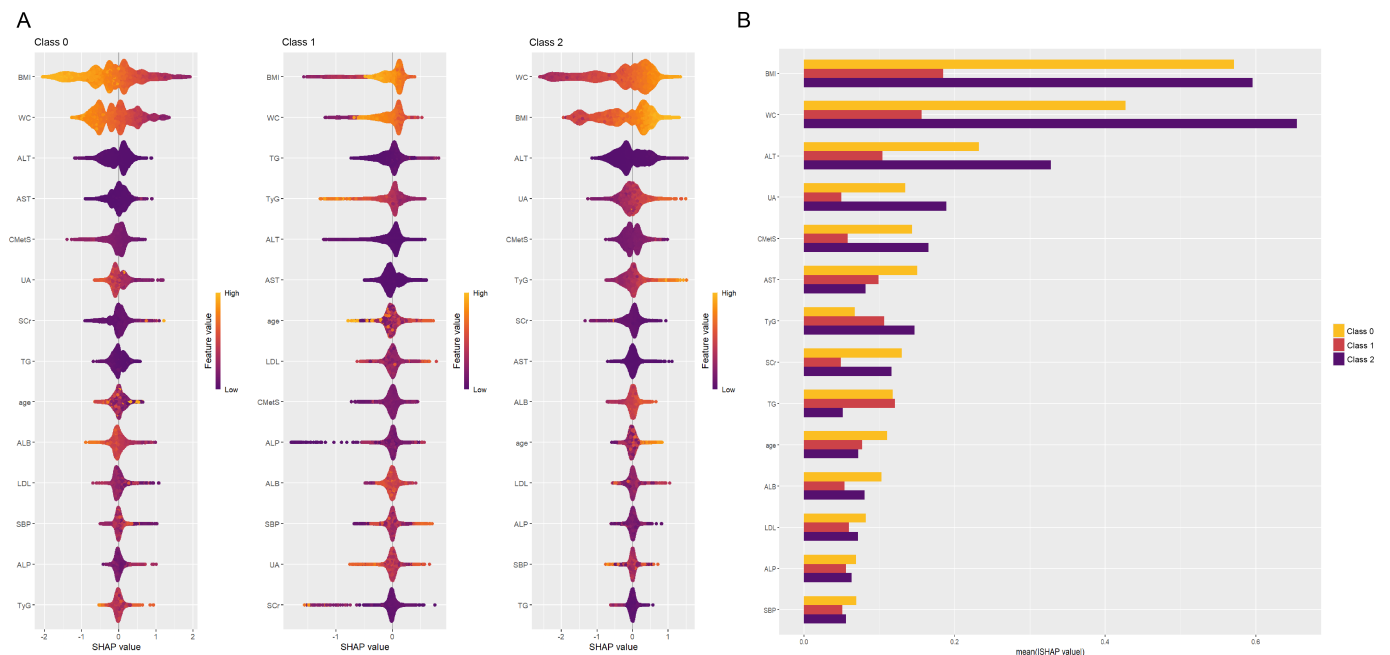 A
Class 0
BMI
WC
ALT
AST
CMetS
UA
SCr
TG
age
ALB
LDL
SBP
ALP
TyG
-2 -1 0 1 2
SHAP value
High
Low
Feature value
Class 1
BMI
WC
TG
TyG
ALT
AST
age
LDL
CMetS
ALP
ALB
SBP
UA
SCr
-1 0
SHAP value
High
Low
Feature value
Class 2
WC
BMI
ALT
UA
CMetS
TyG
SCr
AST
ALB
age
LDL
ALP
SBP
TG
-2 -1 0 1
SHAP value
High
Low
Feature value
B
BMI
WC
ALT
UA
CMetS
AST
TyG
SCr
TG
age
ALB
LDL
ALP
SBP
0.0 0.2 0.4 0.6
mean(|SHAP value|)
Class 0
Class 1
Class 2